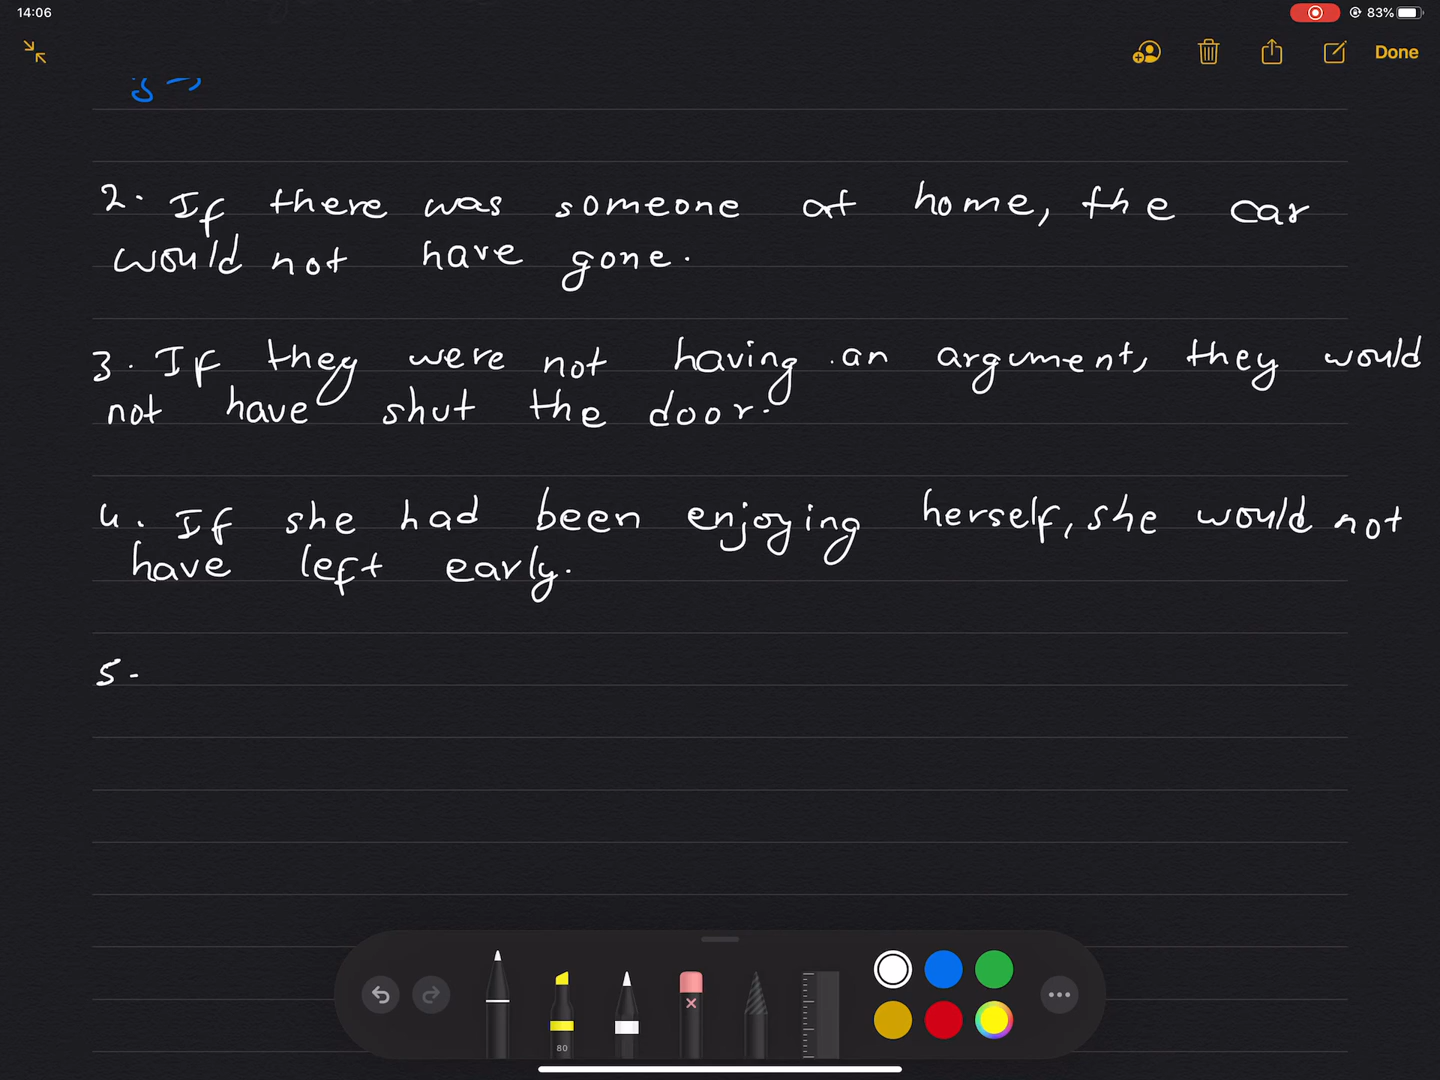 14:06
83%
Done
2. If there was someone at home, the car
would not have gone.
3. If they were not having an argument, they would
not have shut the door.
4. If she had been enjoying herself, she would not
have left early.
5.
80